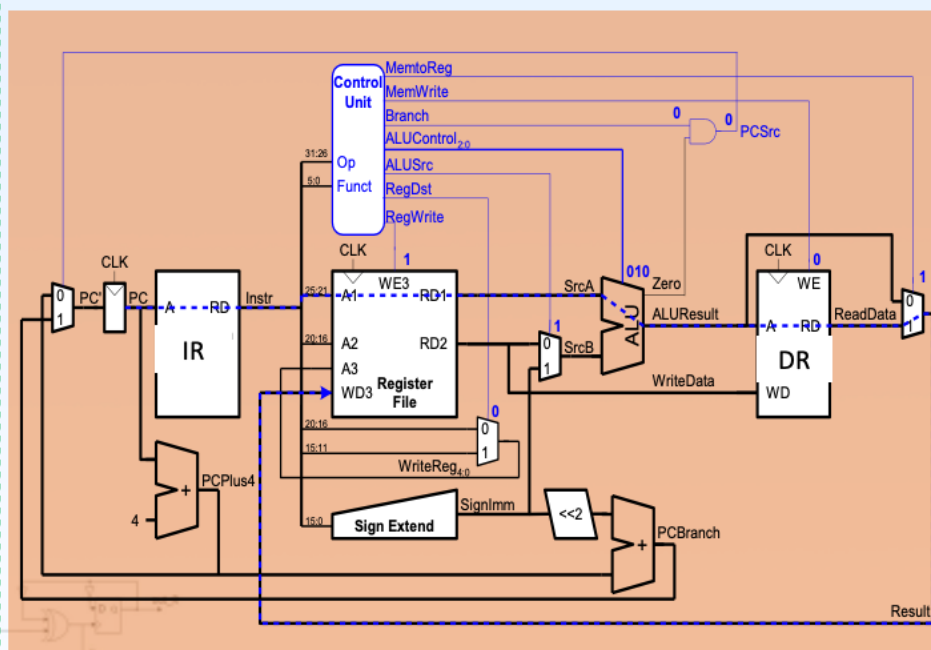 Control
Unit
MemtoReg
MemWrite
Branch
0
0
PCSrc
ALUControl2:0
31:26
Op
ALUSrc
5:0
Funct
RegDst
RegWrite
CLK
CLK
CLK
1
0
WE3
WE
010
Zero
1
0
1
PC'
PC
A
RD
Instr
25:21
A1
RD1
SrcA
0
1
ALUResult
A
RD
ReadData
IR
20:16
A2
RD2
1
0
1
SrcB
ALU
DR
A3
WD3
Register
File
WriteData
WD
0
20:16
0
15:11
1
WriteReg4:0
PCPlus4
+
4
15:0
Sign Extend
SignImm
<<2
+
PCBranch
Result